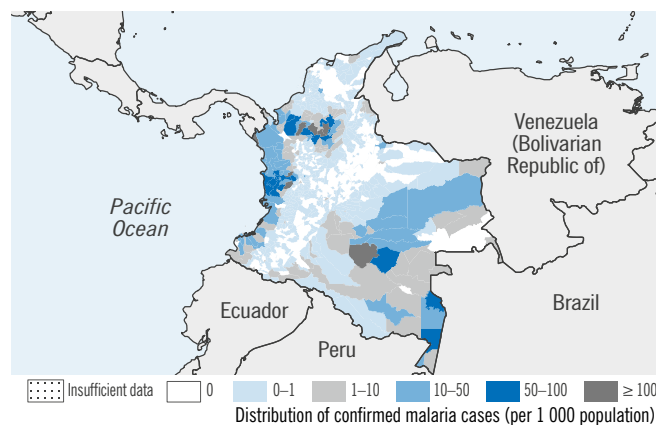 Venezuela
(Bolivarian
Republic of)
Pacific
Ocean
Ecuador
Brazil
Peru
Insufficient data 0 0–1 1–10 10–50 50–100 ≥ 100
Distribution of confirmed malaria cases (per 1 000 population)